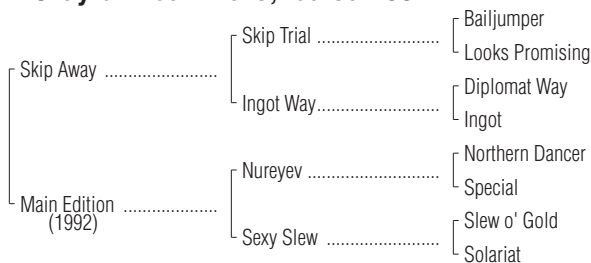 Bailjumper
Skip Trial ........................
Looks Promising
Skip Away ......................
Diplomat Way
Ingot Way........................
Ingot
Northern Dancer
Nureyev ..........................
Special
Main Edition ..................
(1992)
Slew o' Gold
Sexy Slew ......................
Solariat